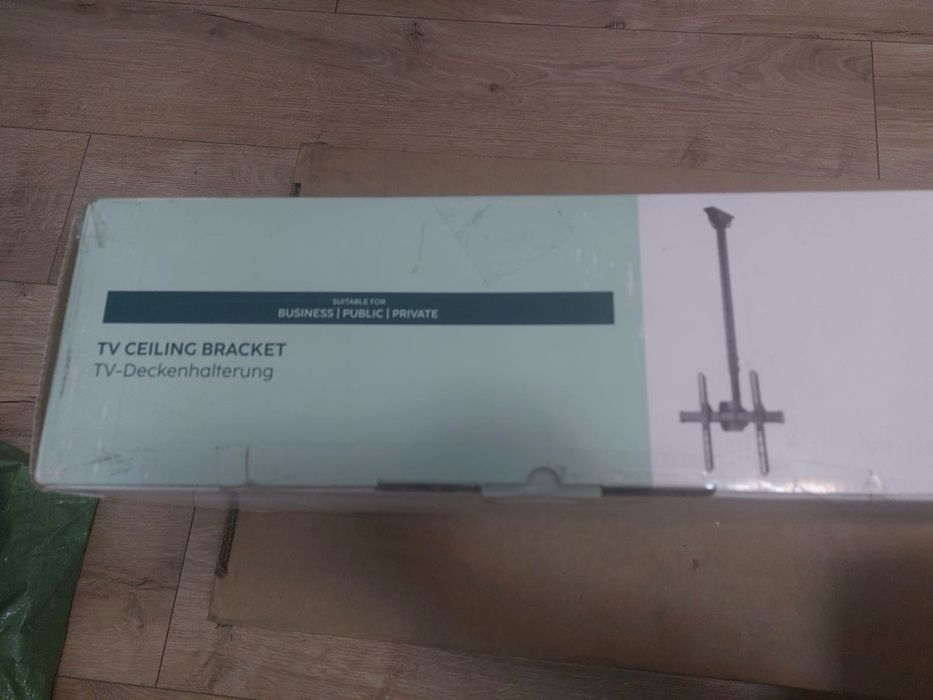 SUITABLE FOR
BUSINESS | PUBLIC | PRIVATE
TV CEILING BRACKET
TV-Deckenhalterung